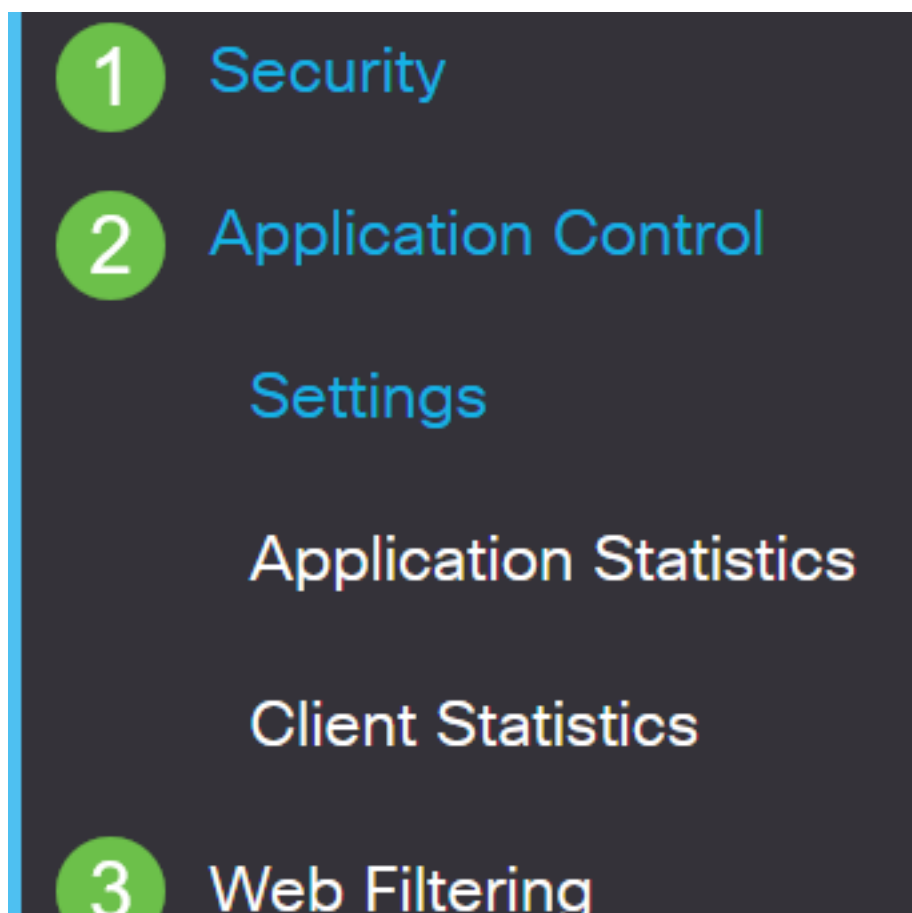 1 Security
2 Application Control
Settings
Application Statistics
Client Statistics
3 Web Filtering